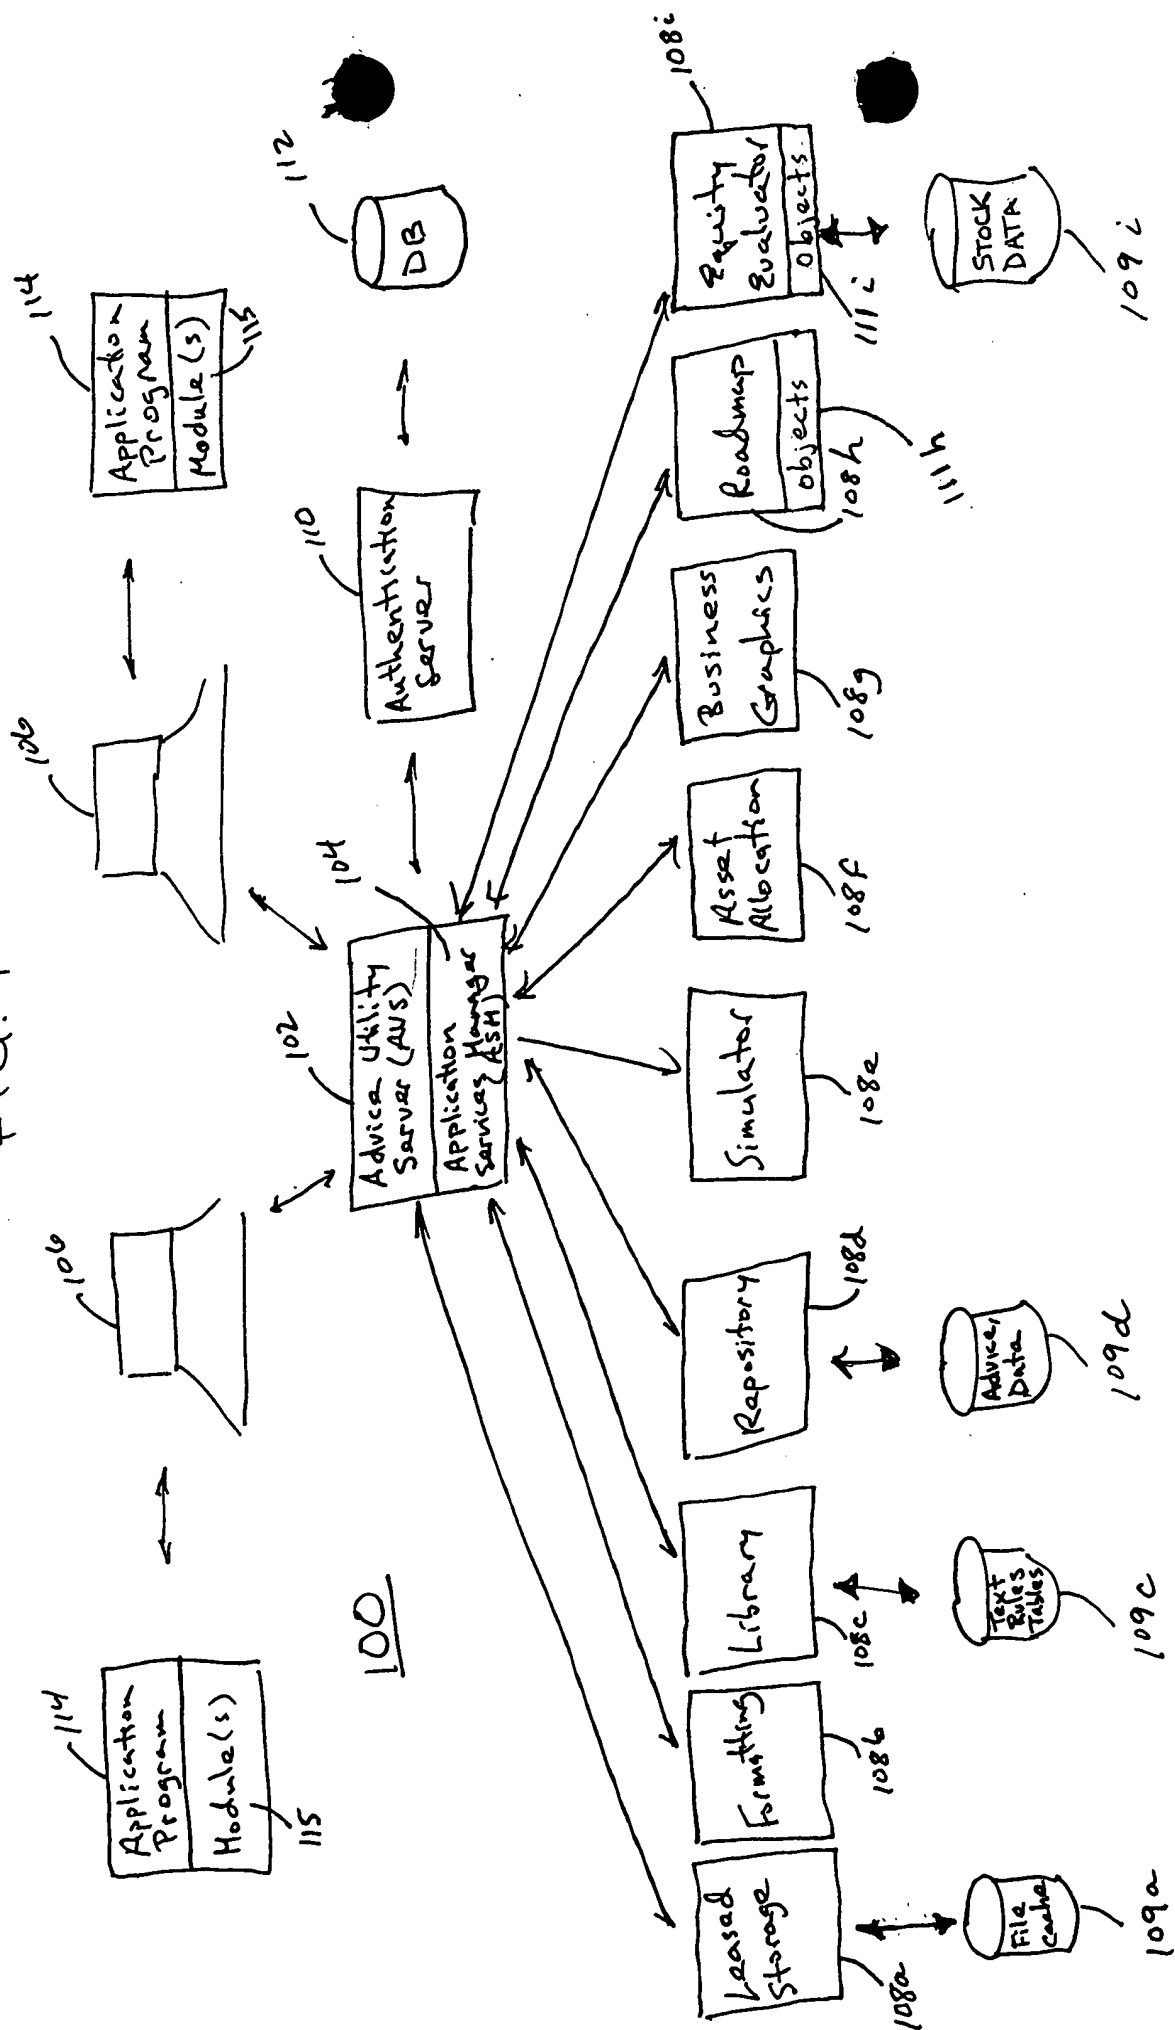 FIG. 1
114
Application
Program
Module(s)
115
106
106
114
Application
Program
Module(s)
115
100
102
Advice Utility
Server (AUS)
Application
Services Manager
(ASM)
104
110
Authentication
Server
112
DB
Leased
Storage
108a
Formatting
108b
Library
108c
Repository
108d
Simulator
108e
Asset
Allocation
108f
Business
Graphics
108g
Roadmap
Objects
108h
111h
Equity
Evaluator
Objects
108i
111i
File
Cache
109a
Text
Rules
Tables
109c
Advice,
Data
109d
STOCK
DATA
109i